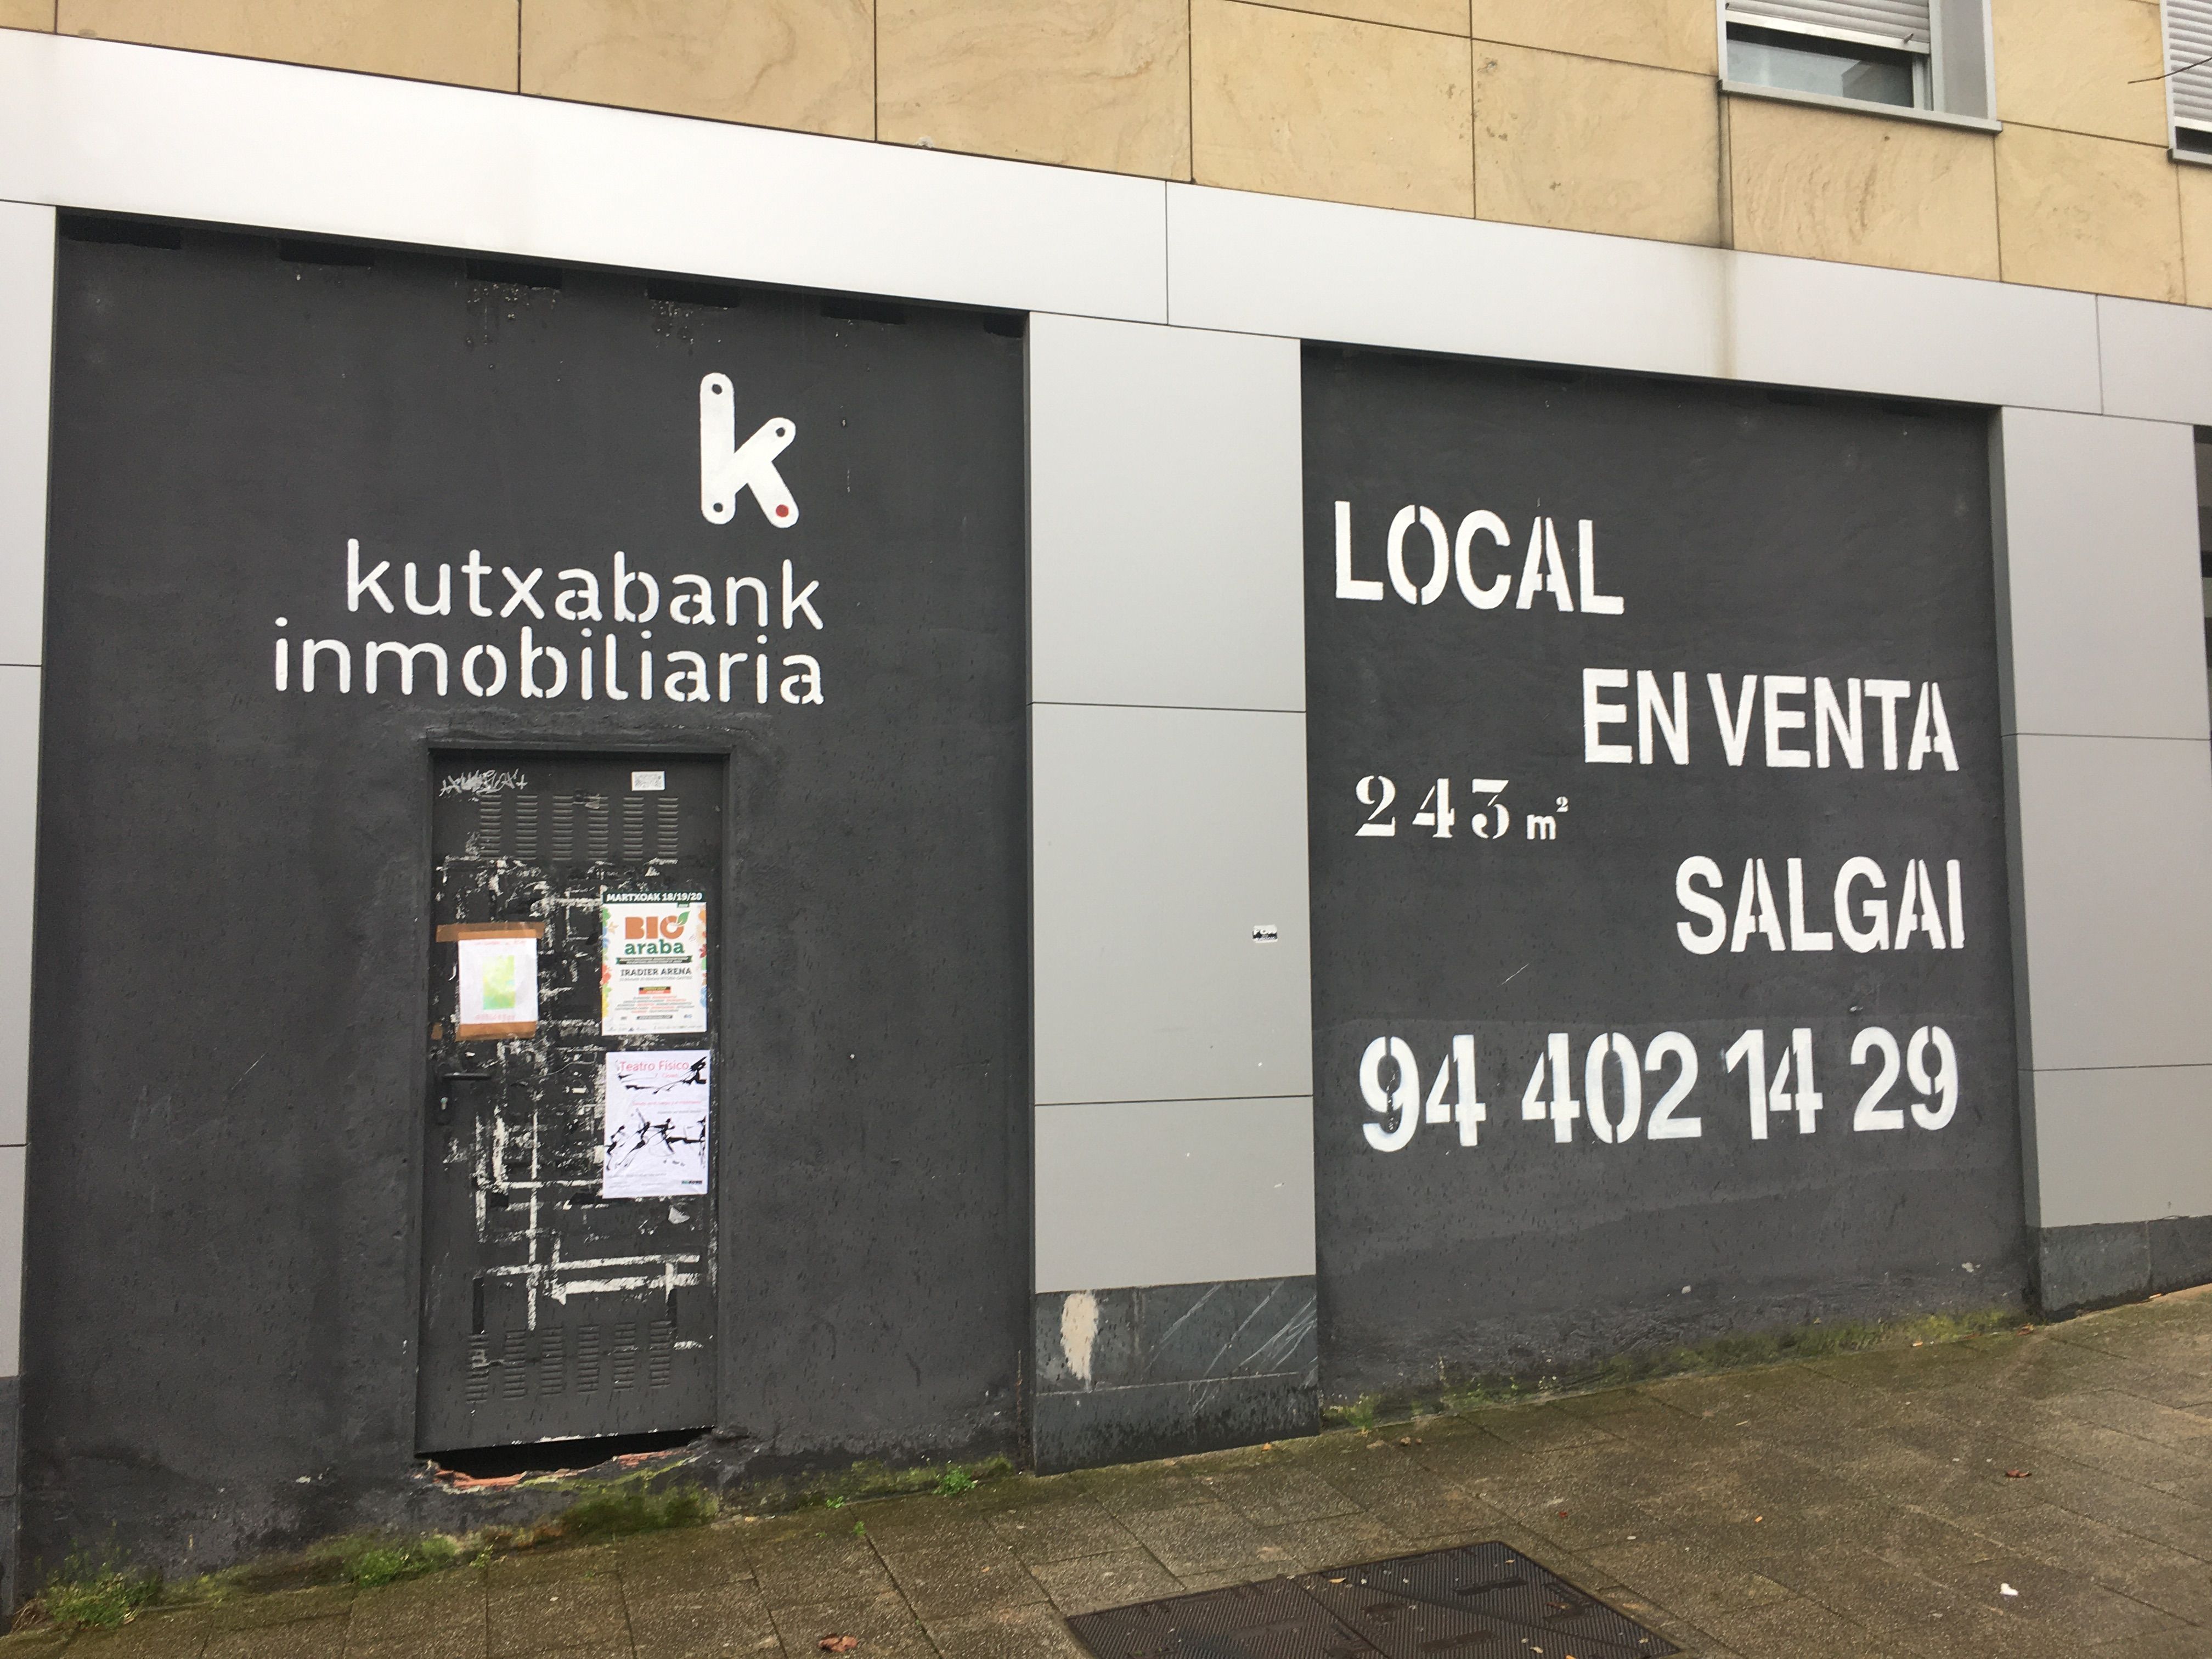 k
kutxabank
inmobiliaria
MARTXOAK 18/19/20
BIO
araba
IRADIER ARENA
Teatro Físico
LOCAL
EN VENTA
243 m²
SALGAI
94 402 14 29